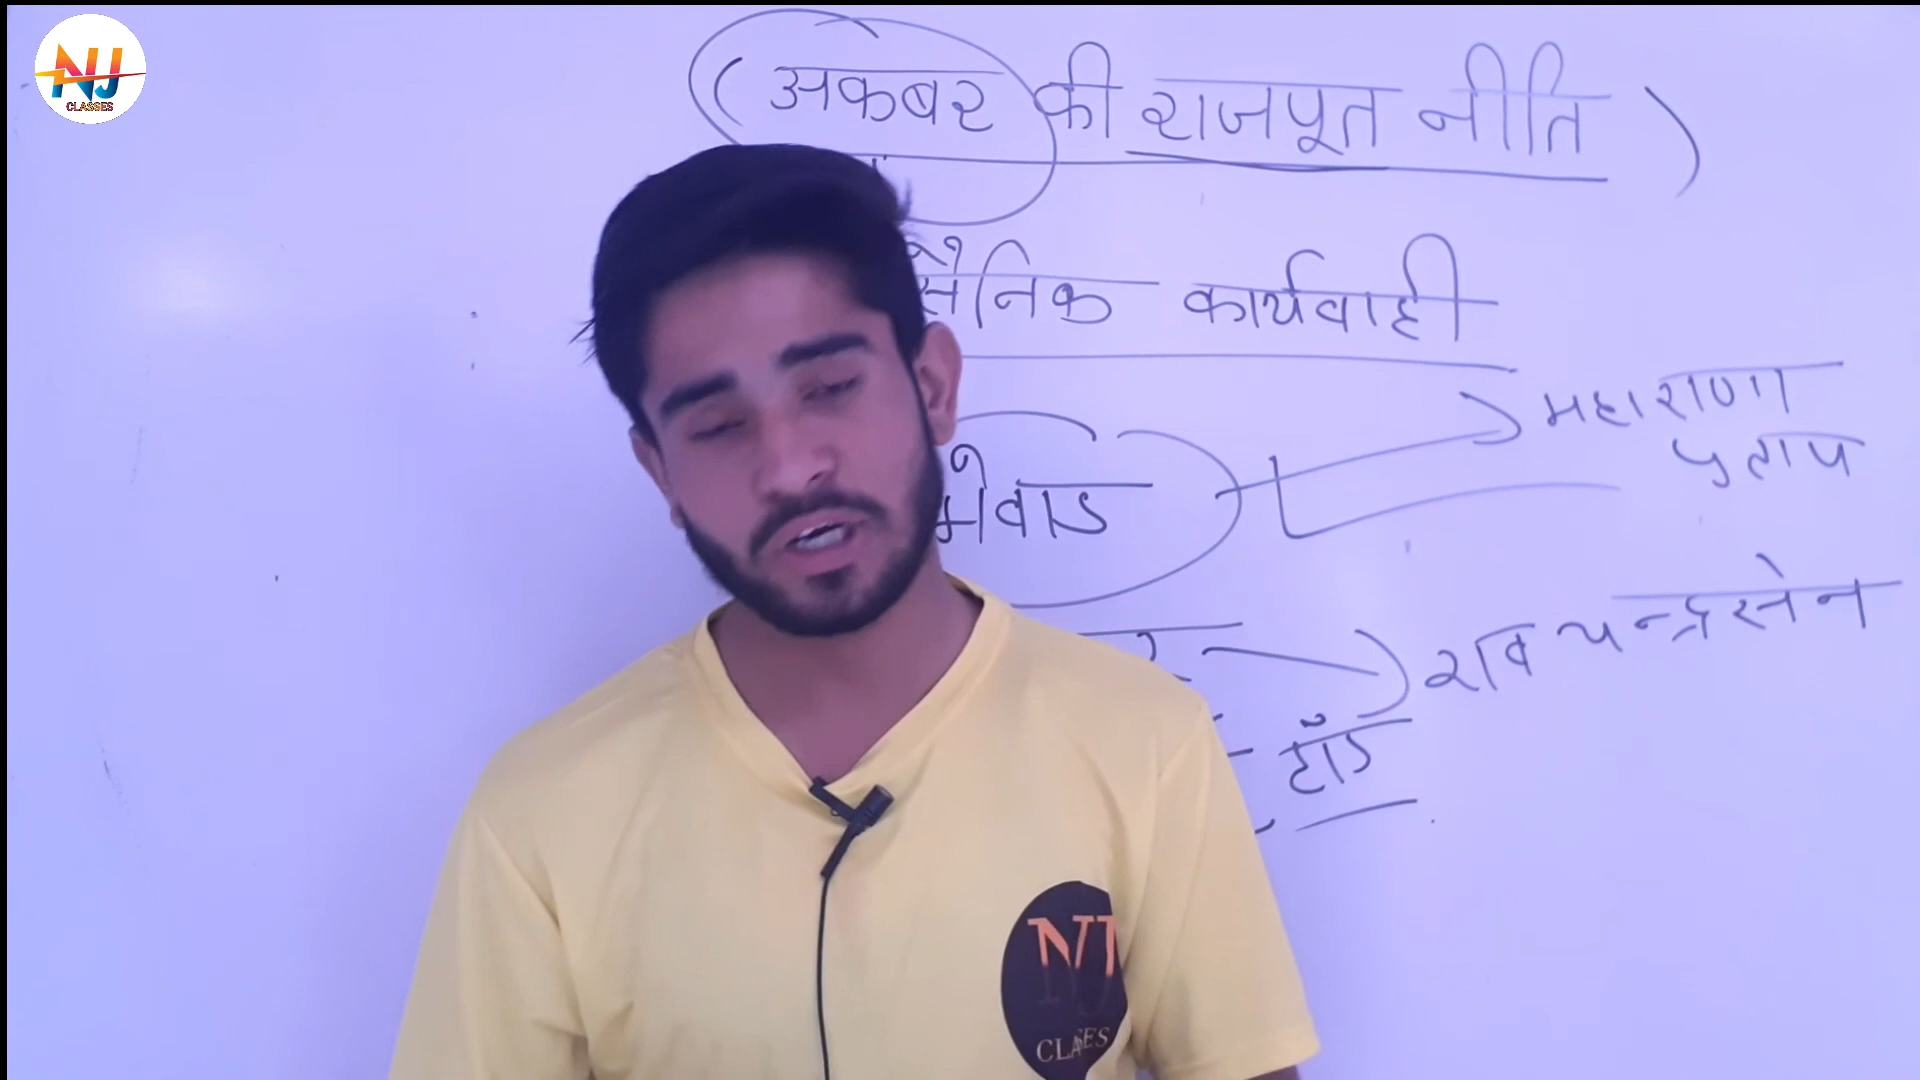 NJ
CLASSES
( अकबर की राजपूत नीति )
सैनिक कार्यवाही
महाराणा
प्रताप
मेवाड
राव चन्द्रसेन
टॉड
NJ
CLASSES